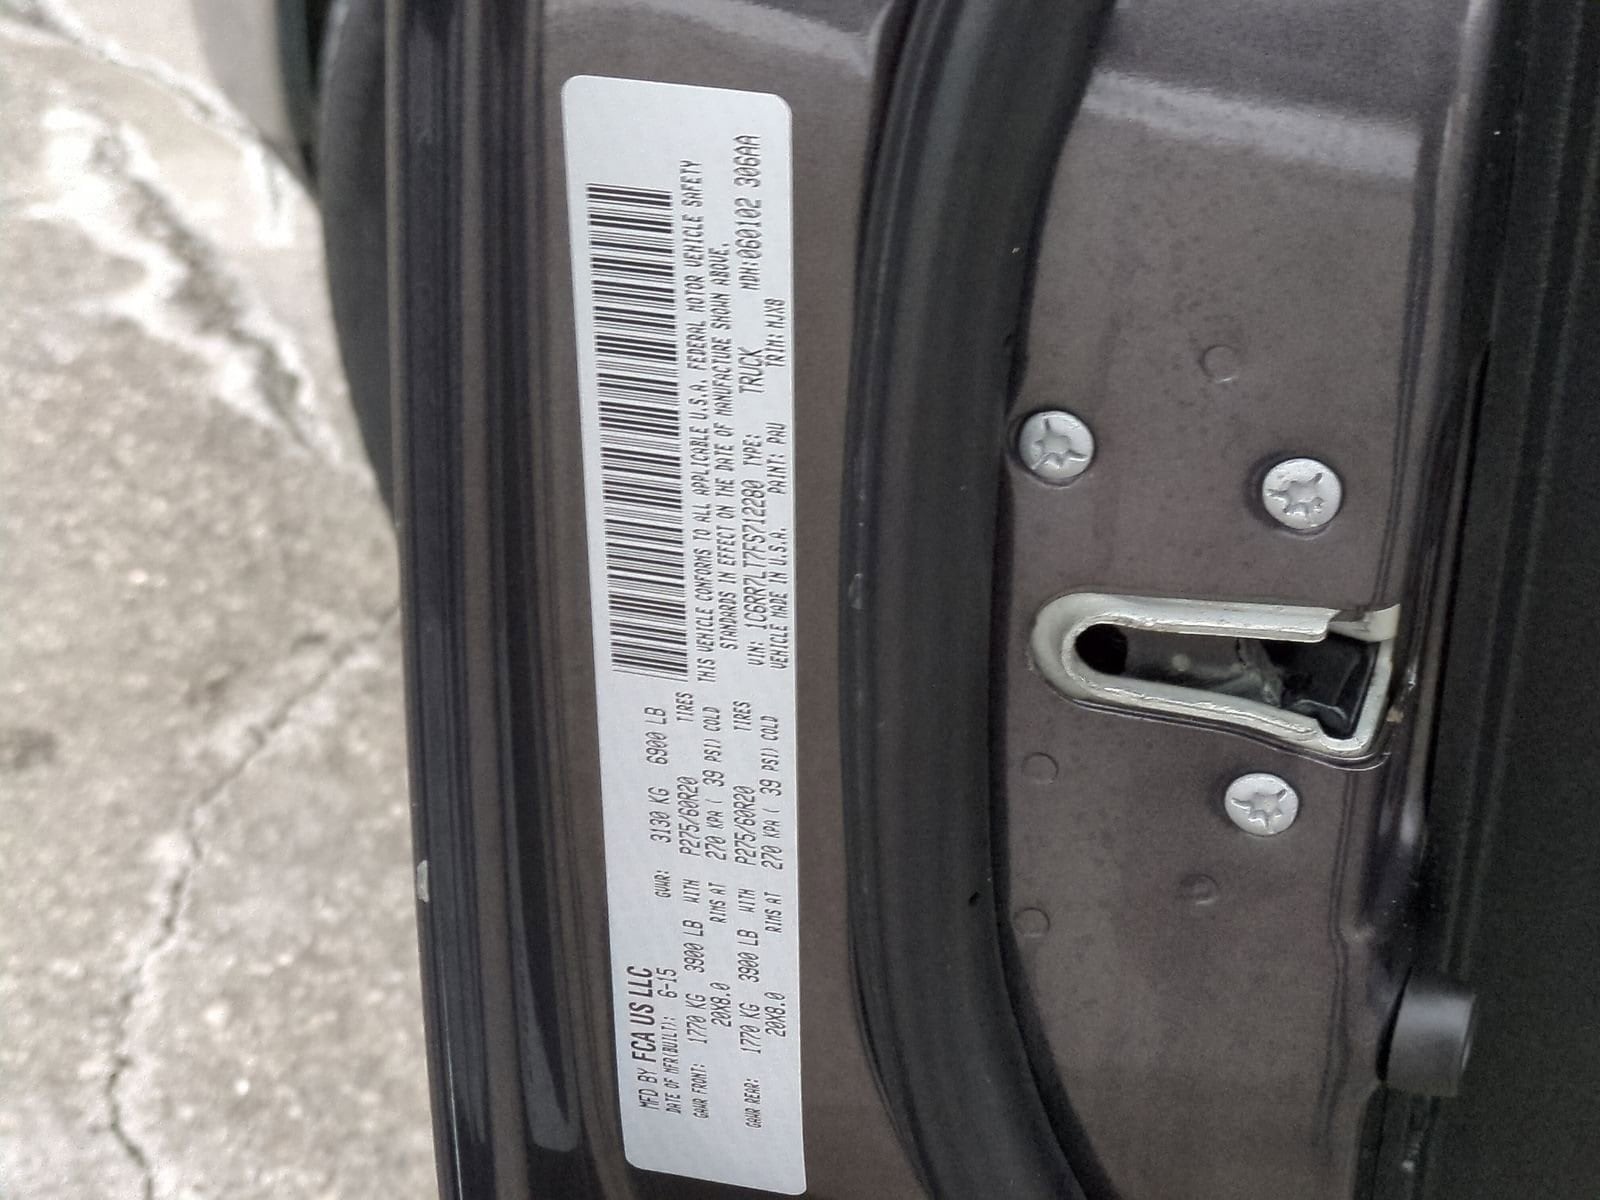 MFD BY FCA US LLC
DATE OF MFR(BUILT): 6-15 GVWR: 3130 KG 6900 LB
GAWR FRONT: 1770 KG 3900 LB WITH P275/60R20 TIRES
20X8.0 RIMS AT 270 KPA ( 39 PSI) COLD
GAWR REAR: 1770 KG 3900 LB WITH P275/60R20 TIRES
20X8.0 RIMS AT 270 KPA ( 39 PSI) COLD
THIS VEHICLE CONFORMS TO ALL APPLICABLE U.S.A. FEDERAL MOTOR VEHICLE SAFETY
STANDARDS IN EFFECT ON THE DATE OF MANUFACTURE SHOWN ABOVE.
VIN: 1C6RR7LT7FS712280 TYPE: TRUCK MDH:060102 306AA
VEHICLE MADE IN U.S.A. PAINT: PAU TRIM: MJX8